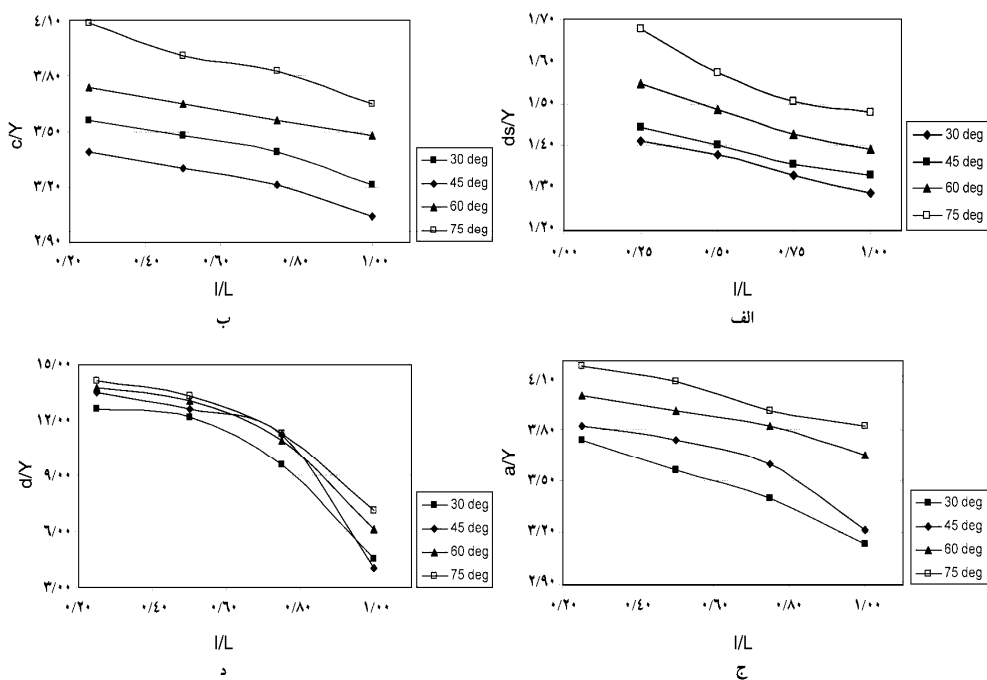 ۴/۱۰
۳/۸۰
۳/۵۰
۳/۲۰
۲/۹۰
c/Y
۰/۲۰ ۰/۴۰ ۰/۶۰ ۰/۸۰ ۱/۰۰
l/L
30 deg
45 deg
60 deg
75 deg
ب
۱/۷۰
۱/۶۰
۱/۵۰
۱/۴۰
۱/۳۰
۱/۲۰
ds/Y
۰/۰۰ ۰/۲۵ ۰/۵۰ ۰/۷۵ ۱/۰۰
l/L
30 deg
45 deg
60 deg
75 deg
الف
۱۵/۰۰
۱۲/۰۰
۹/۰۰
۶/۰۰
۳/۰۰
d/Y
۰/۲۰ ۰/۴۰ ۰/۶۰ ۰/۸۰ ۱/۰۰
l/L
30 deg
45 deg
60 deg
75 deg
د
۴/۱۰
۳/۸۰
۳/۵۰
۳/۲۰
۲/۹۰
a/Y
۰/۲۰ ۰/۴۰ ۰/۶۰ ۰/۸۰ ۱/۰۰
l/L
30 deg
45 deg
60 deg
75 deg
ج